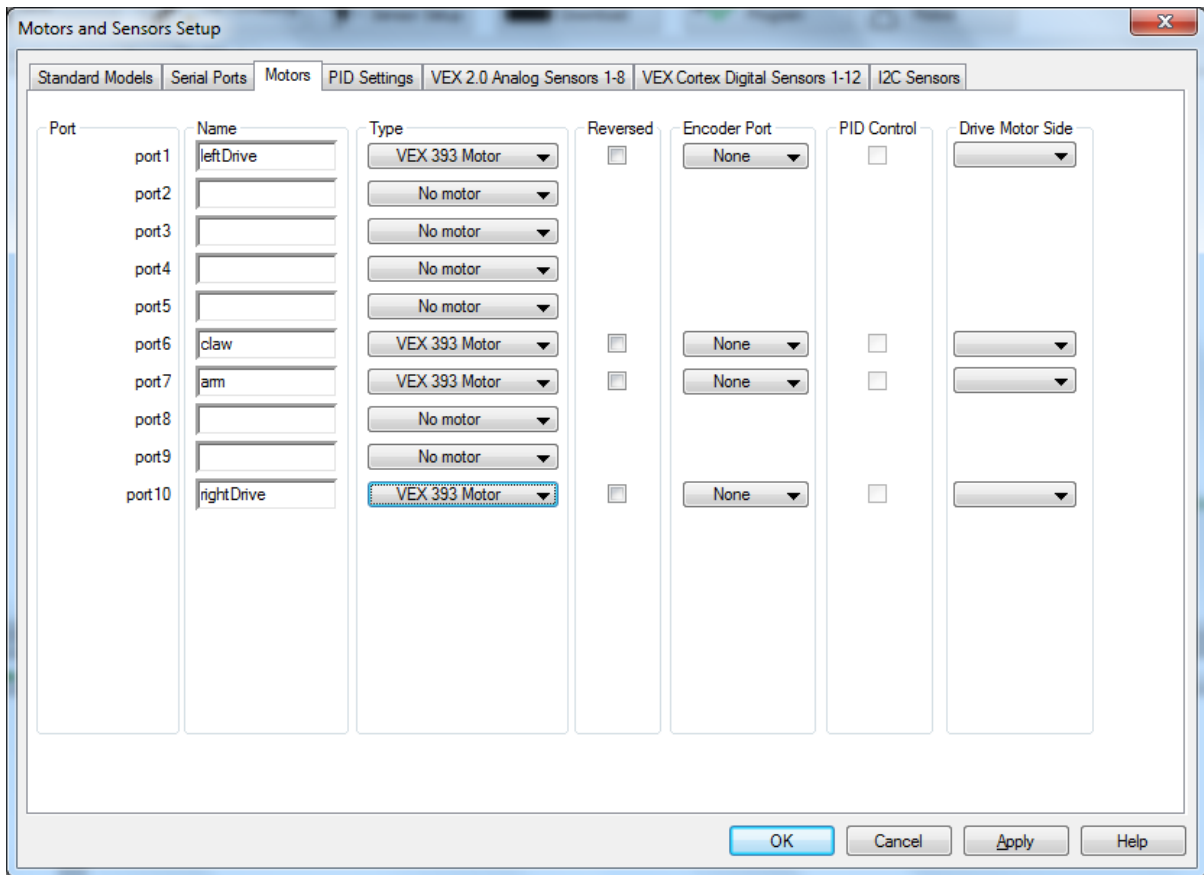 Motors and Sensors Setup
Standard Models Serial Ports Motors PID Settings VEX 2.0 Analog Sensors 1-8 VEX Cortex Digital Sensors 1-12 I2C Sensors
Port Name Type Reversed Encoder Port PID Control Drive Motor Side
port1 leftDrive VEX 393 Motor None
port2 No motor
port3 No motor
port4 No motor
port5 No motor
port6 claw VEX 393 Motor None
port7 arm VEX 393 Motor None
port8 No motor
port9 No motor
port10 rightDrive VEX 393 Motor None
OK Cancel Apply Help